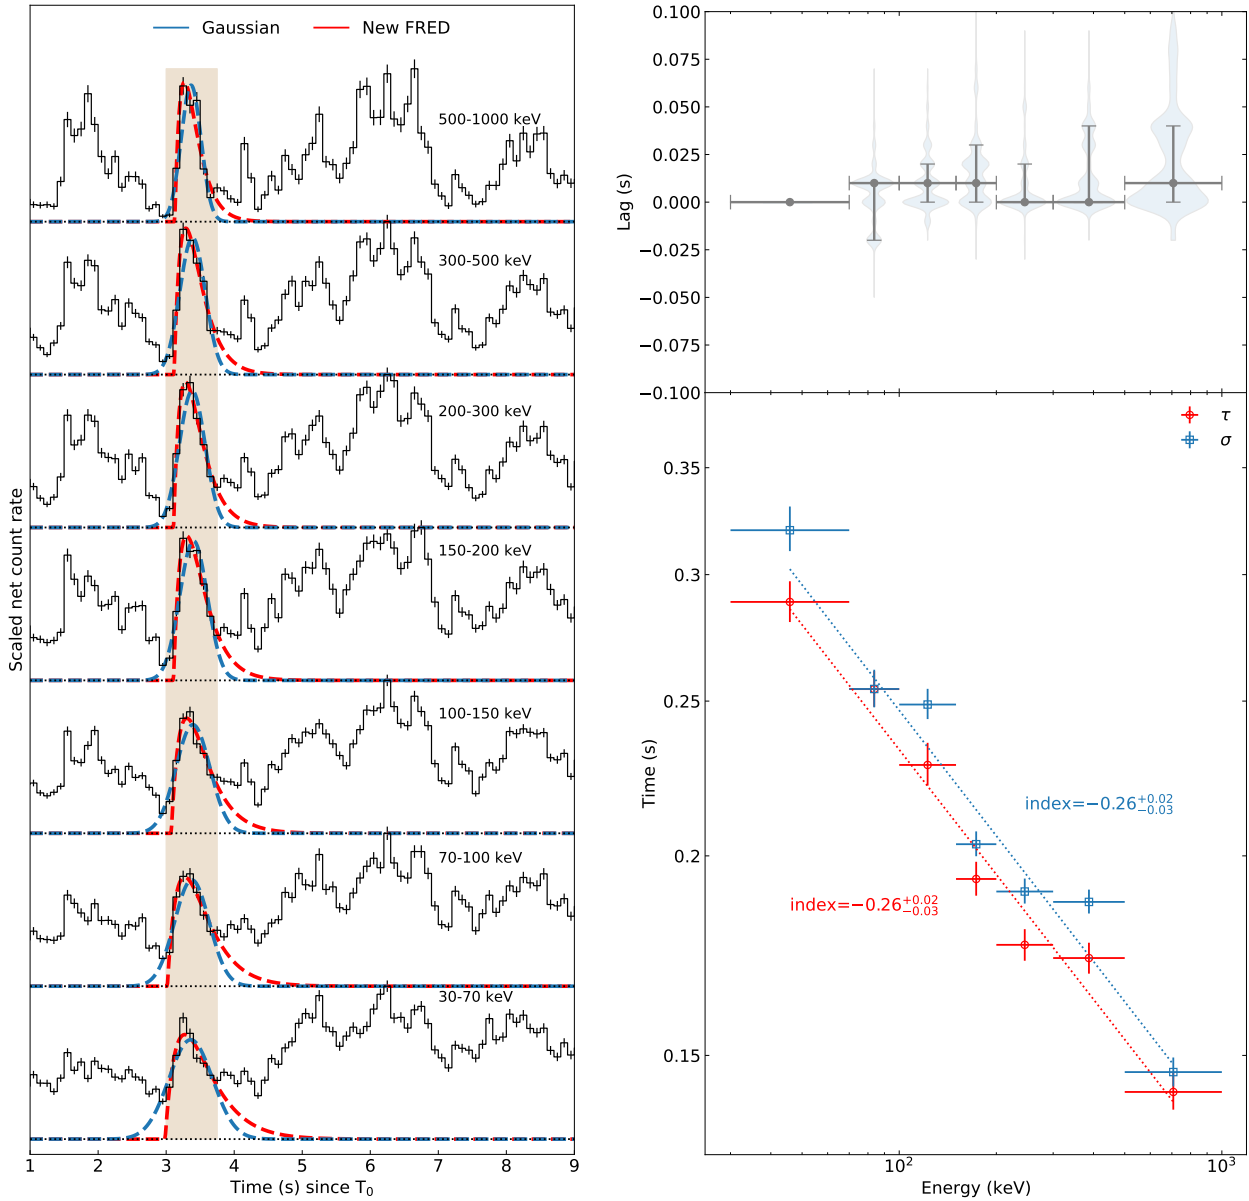 Gaussian
New FRED
500-1000 keV
300-500 keV
200-300 keV
150-200 keV
100-150 keV
70-100 keV
30-70 keV
Scaled net count rate
1 2 3 4 5 6 7 8 9
Time (s) since T₀
0.100
0.075
0.050
0.025
0.000
−0.025
−0.050
−0.075
−0.100
Lag (s)
τ
σ
0.35
0.3
0.25
0.2
0.15
Time (s)
index=−0.26⁺⁰·⁰²₋₀.₀₃
index=−0.26⁺⁰·⁰²₋₀.₀₃
10² 10³
Energy (keV)